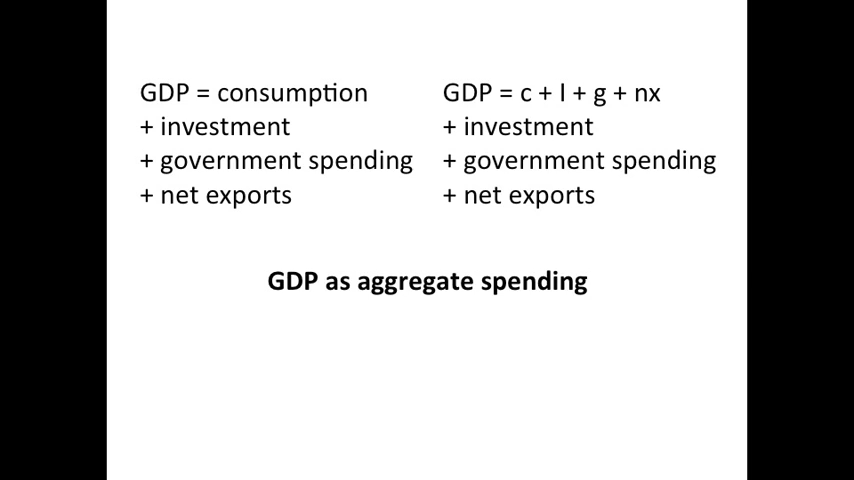 GDP = consumption
+ investment
+ government spending
+ net exports
GDP = c + I + g + nx
+ investment
+ government spending
+ net exports
GDP as aggregate spending